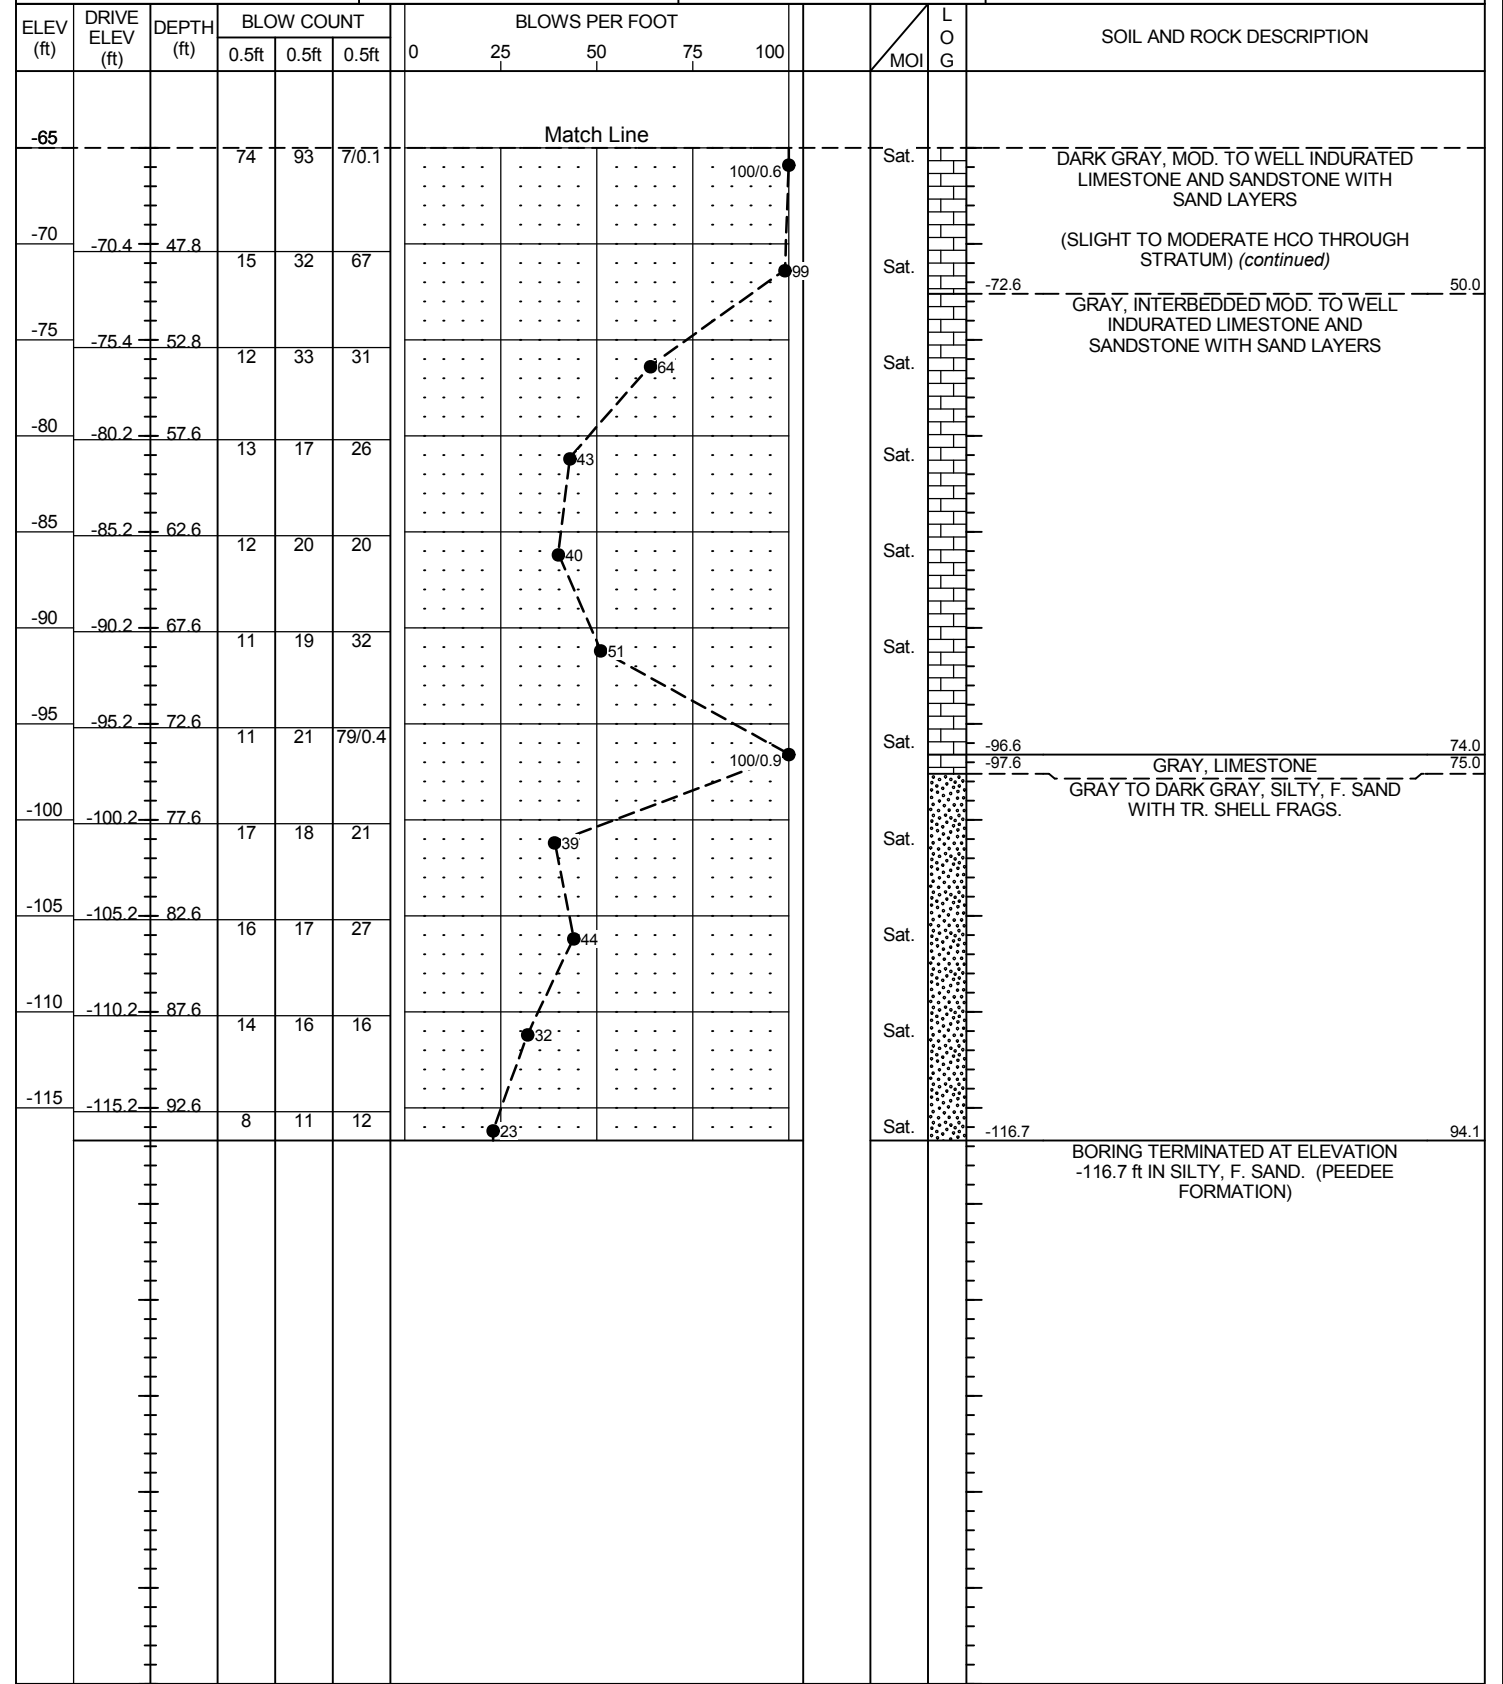 ELEV (ft) DRIVE ELEV (ft) DEPTH (ft) BLOW COUNT BLOWS PER FOOT MOI LOG SOIL AND ROCK DESCRIPTION
0.5ft 0.5ft 0.5ft 0 25 50 75 100
Match Line
-65
74 93 7/0.1 100/0.6 Sat. DARK GRAY, MOD. TO WELL INDURATED
LIMESTONE AND SANDSTONE WITH
SAND LAYERS
-70 -70.4 47.8 (SLIGHT TO MODERATE HCO THROUGH
STRATUM) (continued)
15 32 67 99 Sat.
-72.6 50.0
GRAY, INTERBEDDED MOD. TO WELL
INDURATED LIMESTONE AND
SANDSTONE WITH SAND LAYERS
-75 -75.4 52.8
12 33 31 64 Sat.
-80 -80.2 57.6
13 17 26 43 Sat.
-85 -85.2 62.6
12 20 20 40 Sat.
-90 -90.2 67.6
11 19 32 51 Sat.
-95 -95.2 72.6
11 21 79/0.4 100/0.9 Sat.
-96.6 74.0
GRAY, LIMESTONE
-97.6 75.0
GRAY TO DARK GRAY, SILTY, F. SAND
WITH TR. SHELL FRAGS.
-100 -100.2 77.6
17 18 21 39 Sat.
-105 -105.2 82.6
16 17 27 44 Sat.
-110 -110.2 87.6
14 16 16 32 Sat.
-115 -115.2 92.6
8 11 12 23 Sat.
-116.7 94.1
BORING TERMINATED AT ELEVATION
-116.7 ft IN SILTY, F. SAND. (PEEDEE
FORMATION)